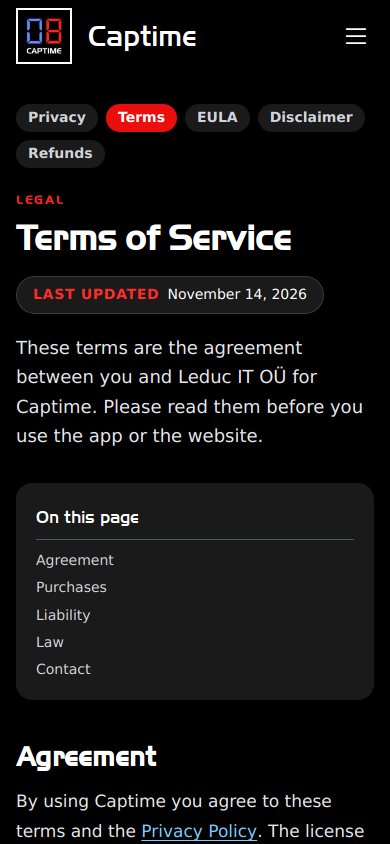 08
CAPTIME
Captime
Privacy
Terms
EULA
Disclaimer
Refunds
LEGAL
Terms of Service
LAST UPDATED November 14, 2026
These terms are the agreement
between you and Leduc IT OÜ for
Captime. Please read them before you
use the app or the website.
On this page
Agreement
Purchases
Liability
Law
Contact
Agreement
By using Captime you agree to these
terms and the Privacy Policy. The license